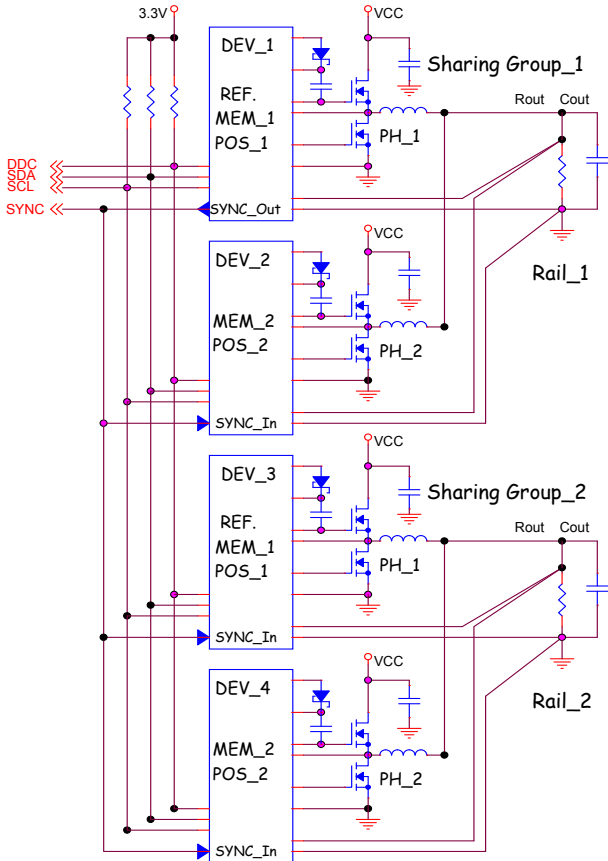 3.3V
VCC
DEV_1
Sharing Group_1
REF.
MEM_1
POS_1
PH_1
Rout Cout
DDC
SDA
SCL
SYNC
SYNC_Out
VCC
DEV_2
Rail_1
MEM_2
POS_2
PH_2
SYNC_In
VCC
DEV_3
Sharing Group_2
REF.
MEM_1
POS_1
PH_1
Rout Cout
SYNC_In
VCC
DEV_4
Rail_2
MEM_2
POS_2
PH_2
SYNC_In